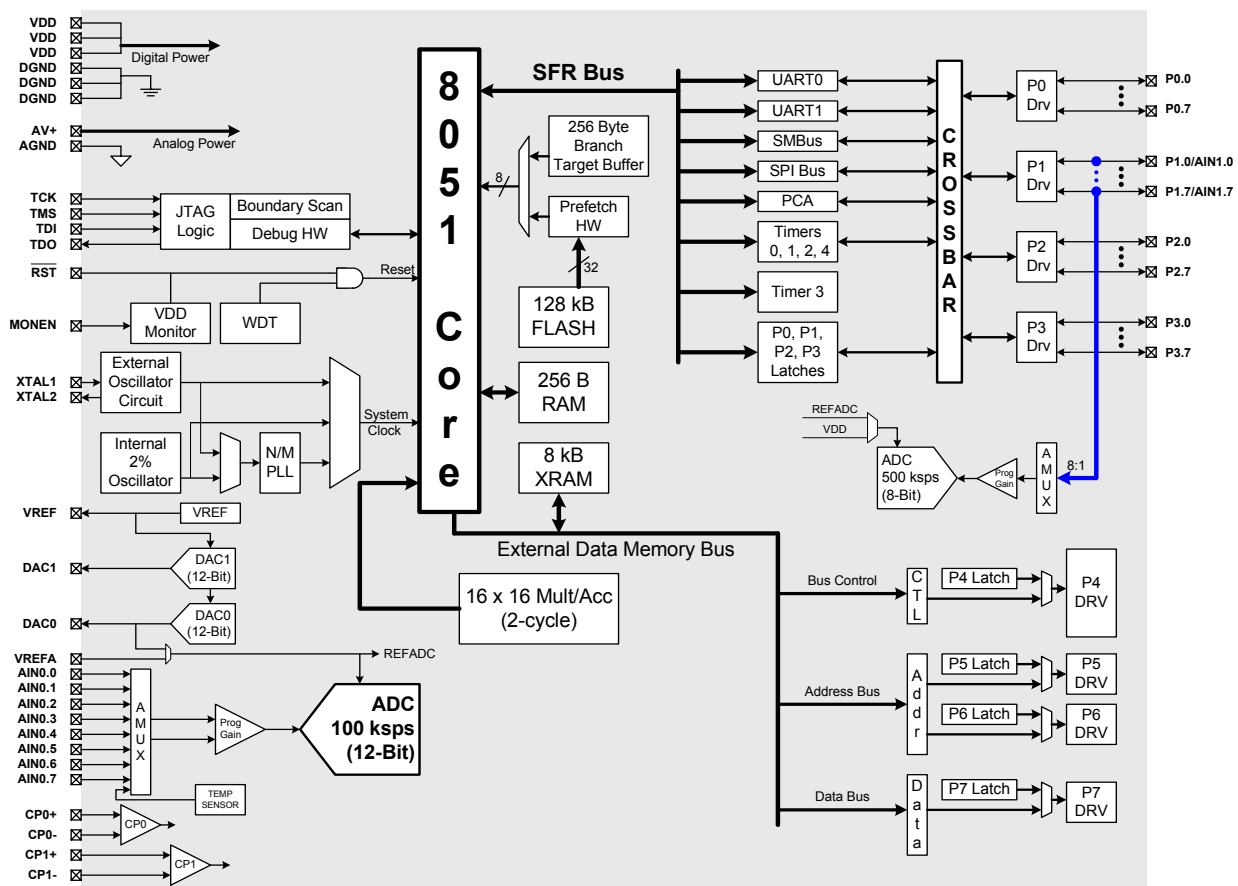 VDD
VDD
VDD
DGND
DGND
DGND
Digital Power
AV+
AGND
Analog Power
TCK
TMS
TDI
TDO
JTAG
Logic
Boundary Scan
Debug HW
RST
MONEN
VDD
Monitor
WDT
Reset
XTAL1
XTAL2
External
Oscillator
Circuit
Internal
2%
Oscillator
N/M
PLL
System
Clock
VREF
VREF
DAC1
DAC1
(12-Bit)
DAC0
DAC0
(12-Bit)
VREFA
REFADC
AIN0.0
AIN0.1
AIN0.2
AIN0.3
AIN0.4
AIN0.5
AIN0.6
AIN0.7
AMUX
Prog
Gain
ADC
100 ksps
(12-Bit)
TEMP
SENSOR
CP0+
CP0-
CP0
CP1+
CP1-
CP1
8051 Core
SFR Bus
8
256 Byte
Branch
Target Buffer
Prefetch
HW
32
128 kB
FLASH
256 B
RAM
8 kB
XRAM
External Data Memory Bus
16 x 16 Mult/Acc
(2-cycle)
UART0
UART1
SMBus
SPI Bus
PCA
Timers
0, 1, 2, 4
Timer 3
P0, P1,
P2, P3
Latches
CROSSBAR
P0
Drv
P0.0
P0.7
P1
Drv
P1.0/AIN1.0
P1.7/AIN1.7
P2
Drv
P2.0
P2.7
P3
Drv
P3.0
P3.7
REFADC
VDD
ADC
500 ksps
(8-Bit)
Prog
Gain
AMUX
8:1
Bus Control
CTL
P4 Latch
P4
DRV
Address Bus
Addr
P5 Latch
P5
DRV
P6 Latch
P6
DRV
Data Bus
Data
P7 Latch
P7
DRV